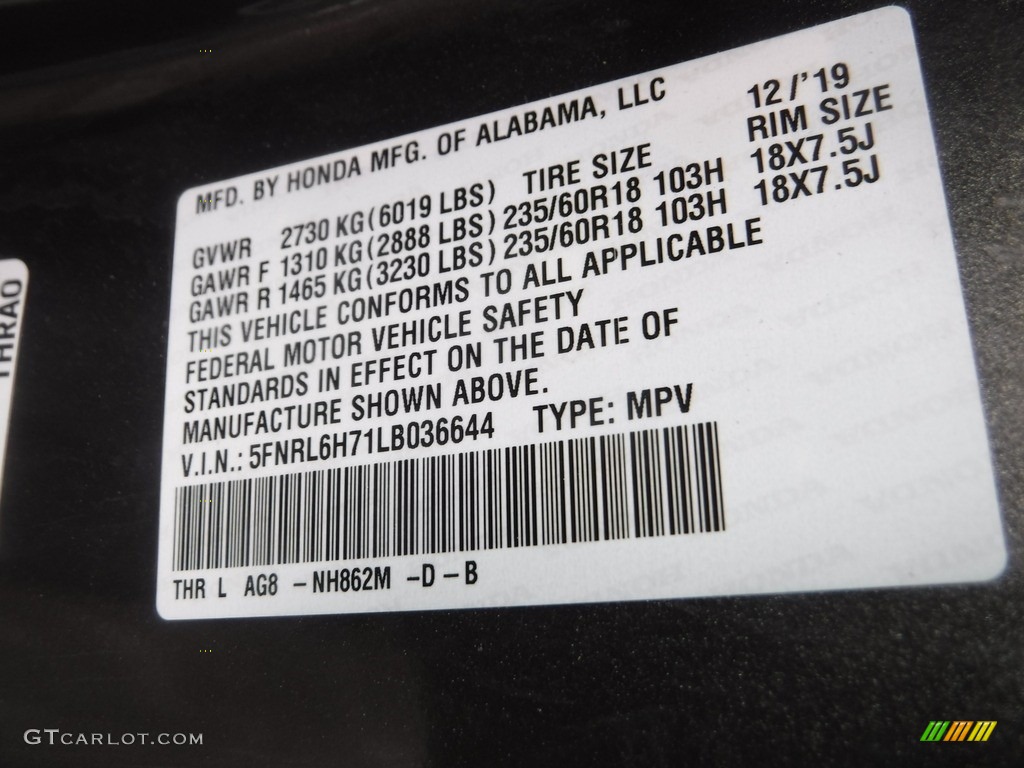 MFD. BY HONDA MFG. OF ALABAMA, LLC 12/'19
TIRE SIZE RIM SIZE
GVWR 2730 KG(6019 LBS)
GAWR F 1310 KG(2888 LBS) 235/60R18 103H 18X7.5J
GAWR R 1465 KG(3230 LBS) 235/60R18 103H 18X7.5J
THIS VEHICLE CONFORMS TO ALL APPLICABLE
FEDERAL MOTOR VEHICLE SAFETY
STANDARDS IN EFFECT ON THE DATE OF
MANUFACTURE SHOWN ABOVE.
V.I.N.: 5FNRL6H71LB036644 TYPE: MPV
THR L AG8 -NH862M -D-B
THRAO
GTCARLOT.COM